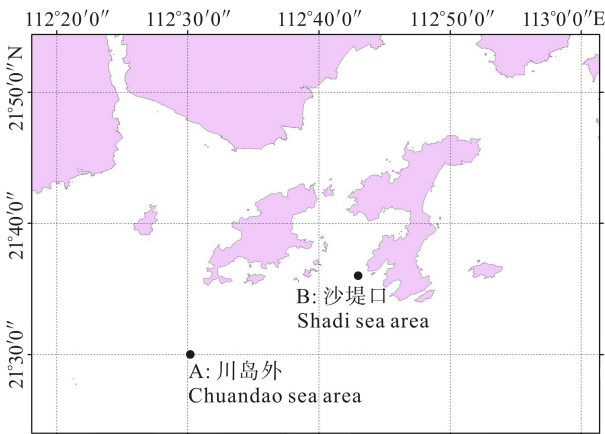 112°20′0″ 112°30′0″ 112°40′0″ 112°50′0″ 113°0′0″E
21°50′0″N
21°40′0″
21°30′0″
B: 沙堤口
Shadi sea area
A: 川岛外
Chuandao sea area